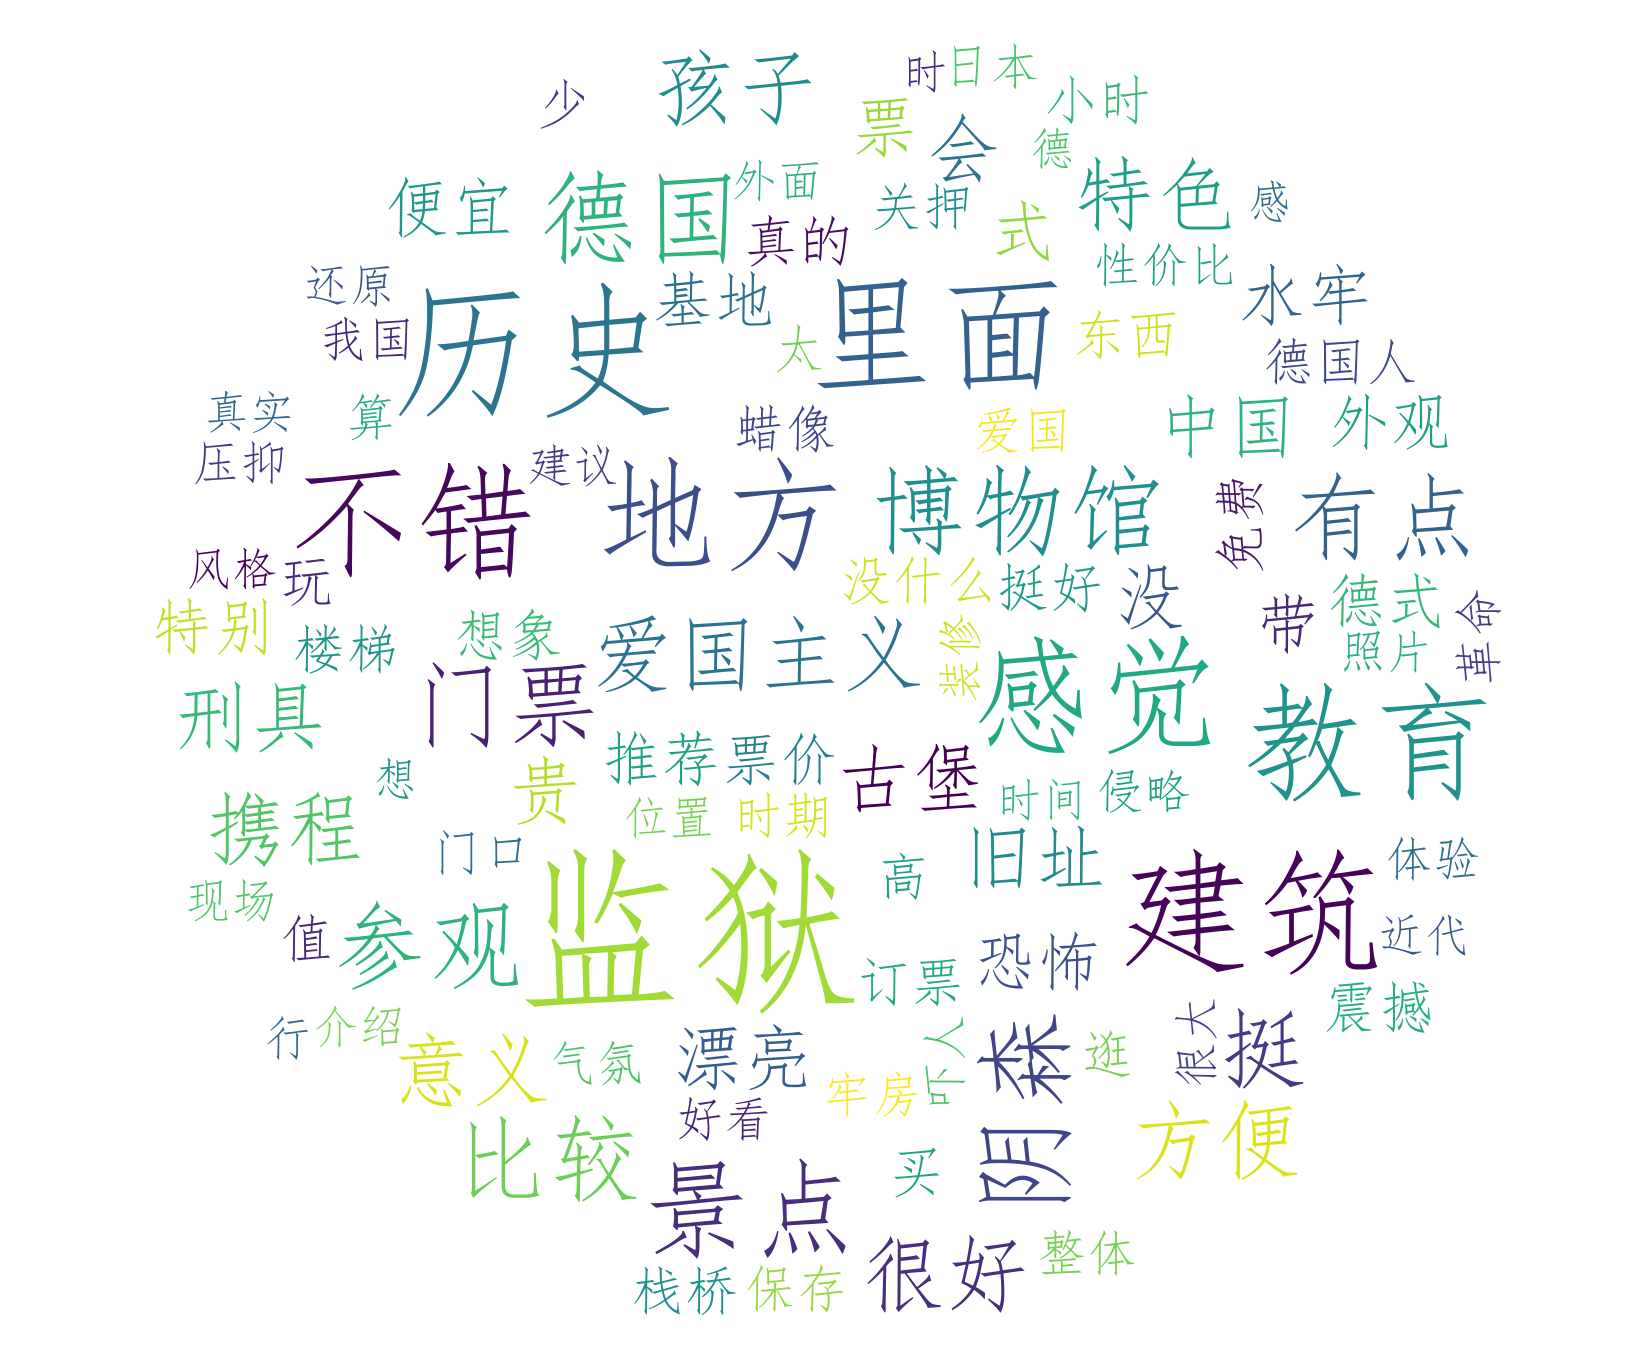 时 日本
少 孩子 小时
票 会 德
便宜 德国 外面 关押 特色 感
真的 式
还原 基地 性价比 水牢
历史 里面
我国 太 东西 德国人
真实 算 蜡像 爱国 中国 外观
压抑 建议
不错 地方 博物馆 免费 有点
风格 玩 没什么 挺好 没 带 德式
特别 楼梯 想象 爱国主义 装修 照片 革命
刑具 门票 感觉 教育
想 贵 推荐 票价 古堡 时间 侵略
携程 位置 时期
门口 高 旧址 体验
现场 值 参观 监狱 建筑 近代
订票 恐怖
行 介绍 震撼
意义 气氛 漂亮 吓人 阴森 逛 很大 挺
牢房
好看
比较 方便
景点 买
很好 整体
栈桥 保存